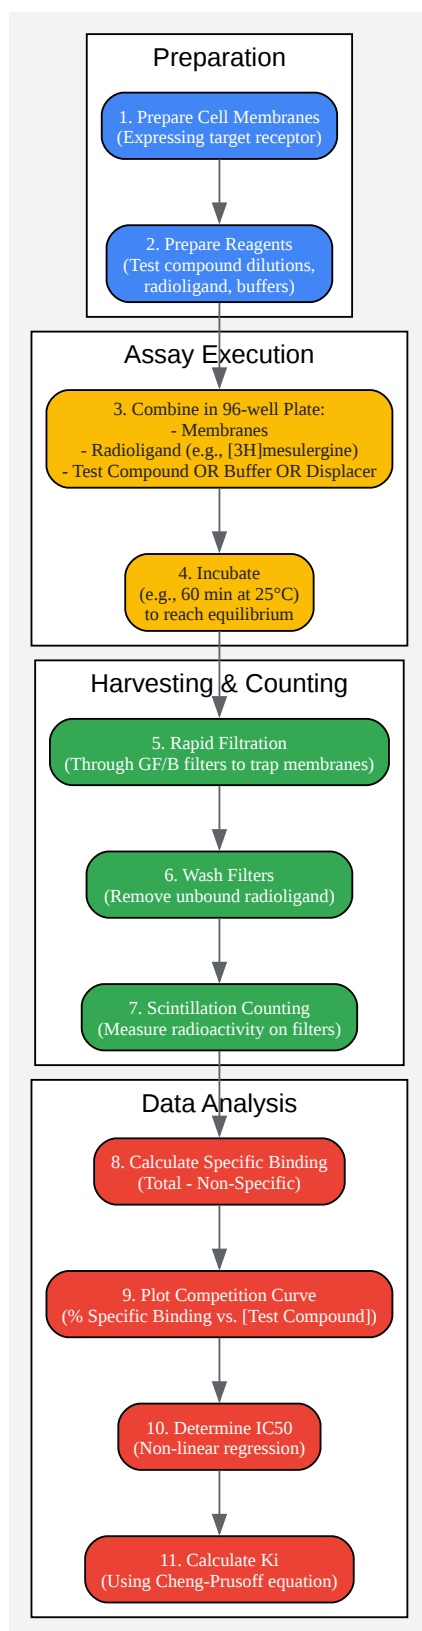 Preparation
1. Prepare Cell Membranes
(Expressing target receptor)
2. Prepare Reagents
(Test compound dilutions,
radioligand, buffers)
Assay Execution
3. Combine in 96-well Plate:
- Membranes
- Radioligand (e.g., [3H]mesulergine)
- Test Compound OR Buffer OR Displacer
4. Incubate
(e.g., 60 min at 25°C)
to reach equilibrium
Harvesting & Counting
5. Rapid Filtration
(Through GF/B filters to trap membranes)
6. Wash Filters
(Remove unbound radioligand)
7. Scintillation Counting
(Measure radioactivity on filters)
Data Analysis
8. Calculate Specific Binding
(Total - Non-Specific)
9. Plot Competition Curve
(% Specific Binding vs. [Test Compound])
10. Determine IC50
(Non-linear regression)
11. Calculate Ki
(Using Cheng-Prusoff equation)